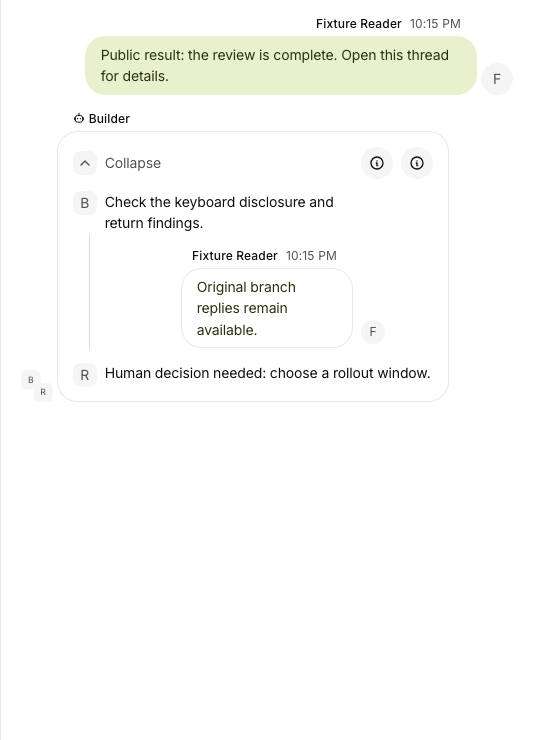 Fixture Reader 10:15 PM
Public result: the review is complete. Open this thread
for details.
F
Builder
Collapse
B
Check the keyboard disclosure and
return findings.
Fixture Reader 10:15 PM
Original branch
replies remain
available.
F
R
Human decision needed: choose a rollout window.
B
R